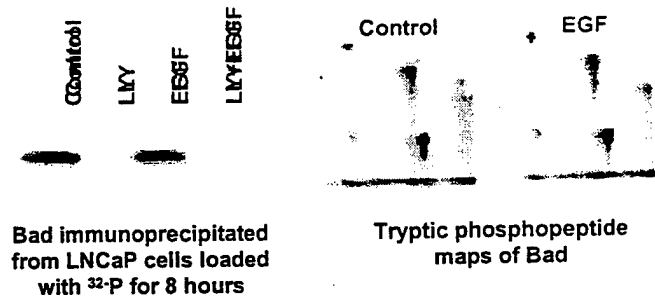 Control
LY
EGF
LY/EGF
Control
EGF
Bad immunoprecipitated
from LNCaP cells loaded
with ³²-P for 8 hours
Tryptic phosphopeptide
maps of Bad